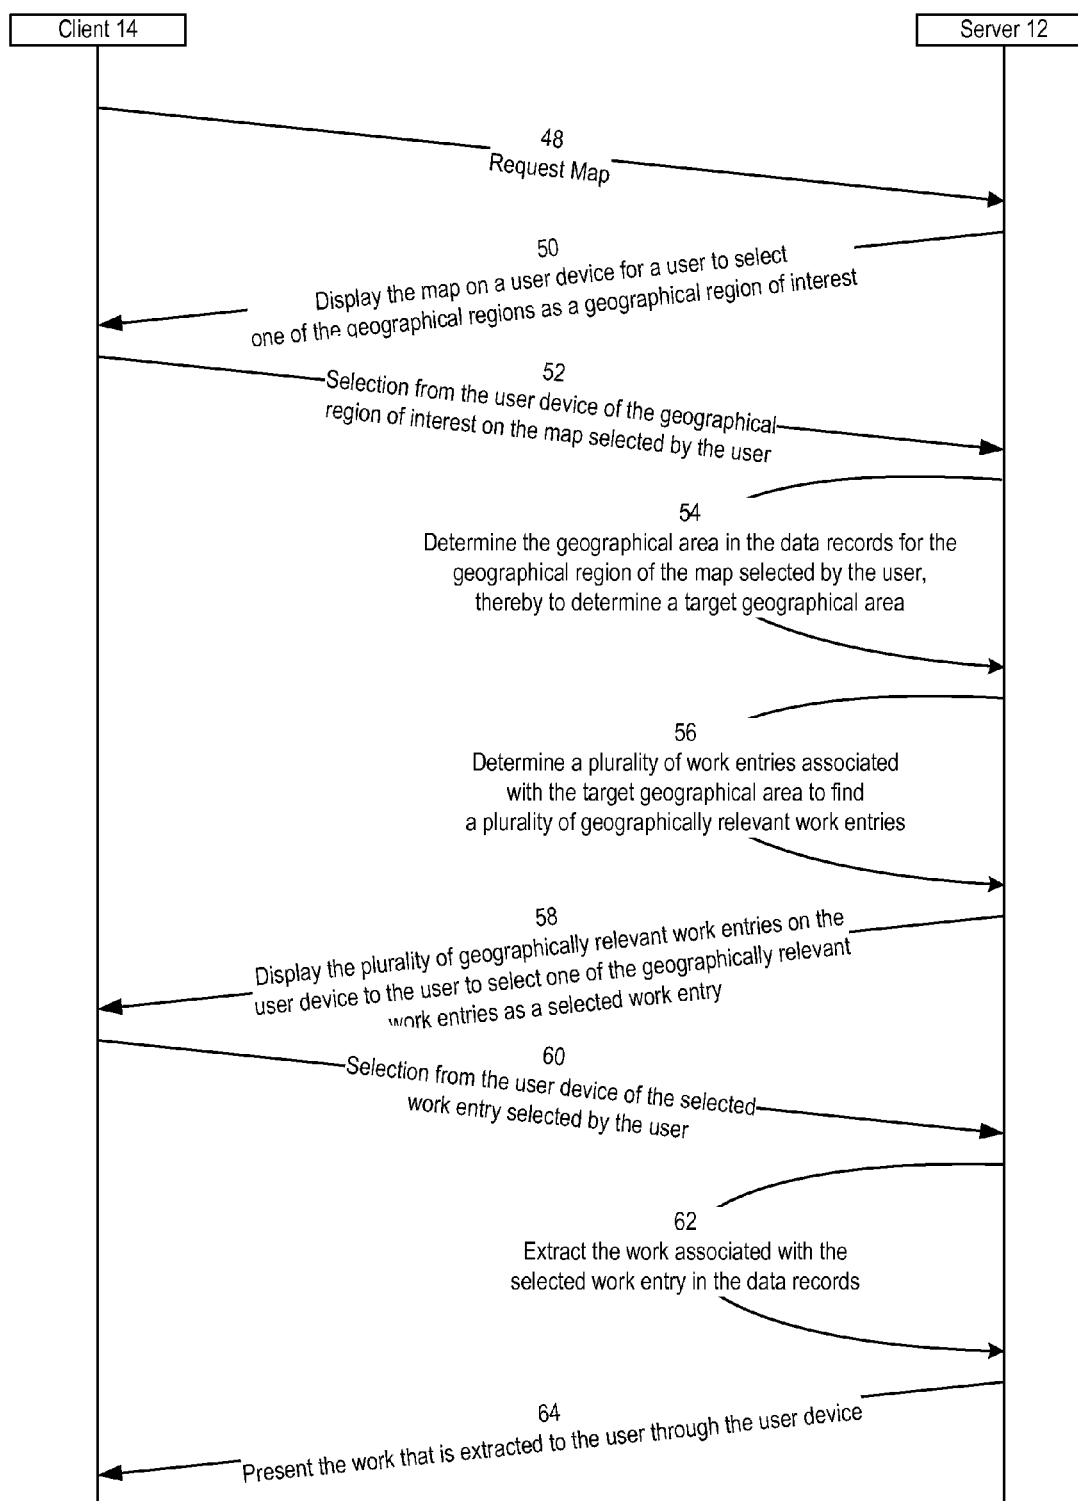 Client 14
Server 12
48
Request Map
50
Display the map on a user device for a user to select
one of the geographical regions as a geographical region of interest
52
Selection from the user device of the geographical
region of interest on the map selected by the user
54
Determine the geographical area in the data records for the
geographical region of the map selected by the user,
thereby to determine a target geographical area
56
Determine a plurality of work entries associated
with the target geographical area to find
a plurality of geographically relevant work entries
58
Display the plurality of geographically relevant work entries on the
user device to the user to select one of the geographically relevant
work entries as a selected work entry
60
Selection from the user device of the selected
work entry selected by the user
62
Extract the work associated with the
selected work entry in the data records
64
Present the work that is extracted to the user through the user device